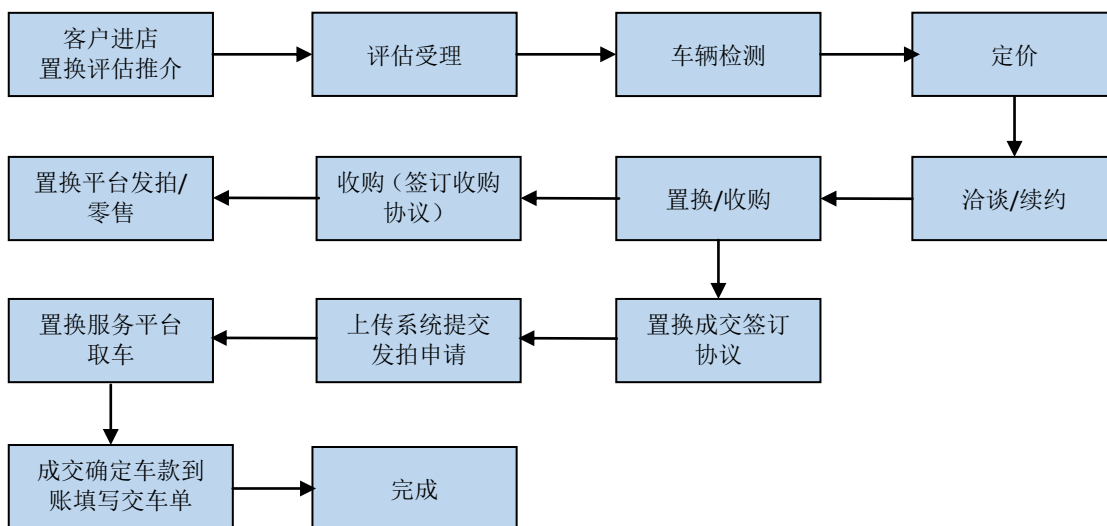 客户进店
置换评估推介
评估受理
车辆检测
定价
置换平台发拍/
零售
收购（签订收购
协议）
置换/收购
洽谈/续约
置换服务平台
取车
上传系统提交
发拍申请
置换成交签订
协议
成交确定车款到
账填写交车单
完成